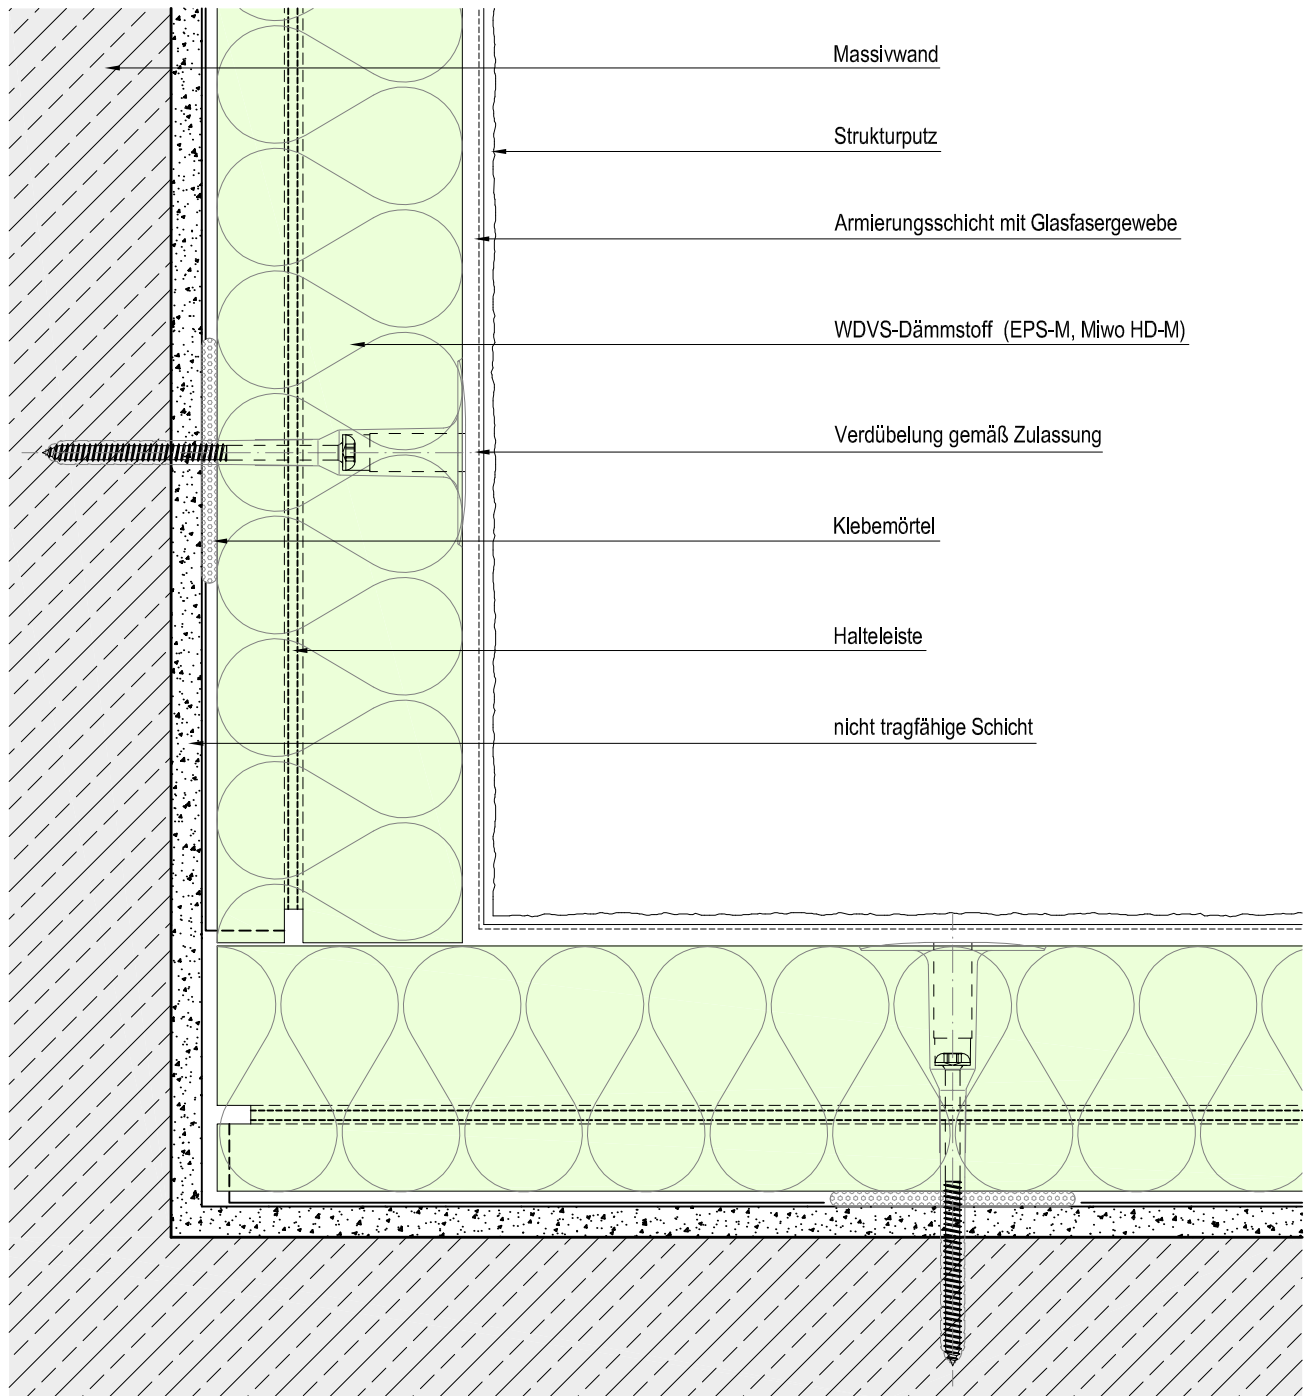 Massivwand
Strukturputz
Armierungsschicht mit Glasfasergewebe
WDVS-Dämmstoff (EPS-M, Miwo HD-M)
Verdübelung gemäß Zulassung
Klebemörtel
Halteleiste
nicht tragfähige Schicht